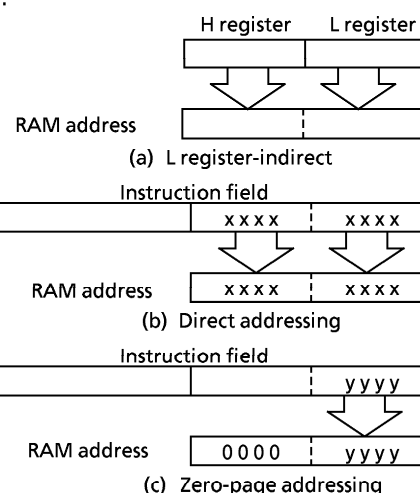 H register L register
RAM address
(a) L register-indirect
Instruction field
x x x x x x x x
RAM address x x x x x x x x
(b) Direct addressing
Instruction field
y y y y
RAM address 0 0 0 0 y y y y
(c) Zero-page addressing